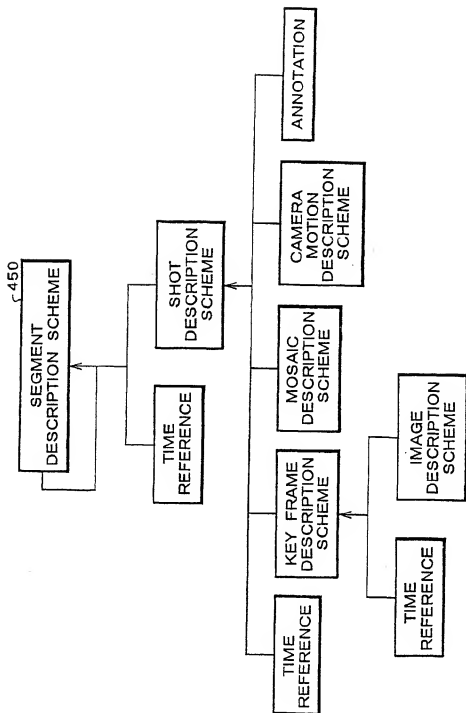 450
SEGMENT
DESCRIPTION SCHEME
TIME
REFERENCE
SHOT
DESCRIPTION
SCHEME
TIME
REFERENCE
KEY FRAME
DESCRIPTION
SCHEME
MOSAIC
DESCRIPTION
SCHEME
CAMERA
MOTION
DESCRIPTION
SCHEME
ANNOTATION
TIME
REFERENCE
IMAGE
DESCRIPTION
SCHEME